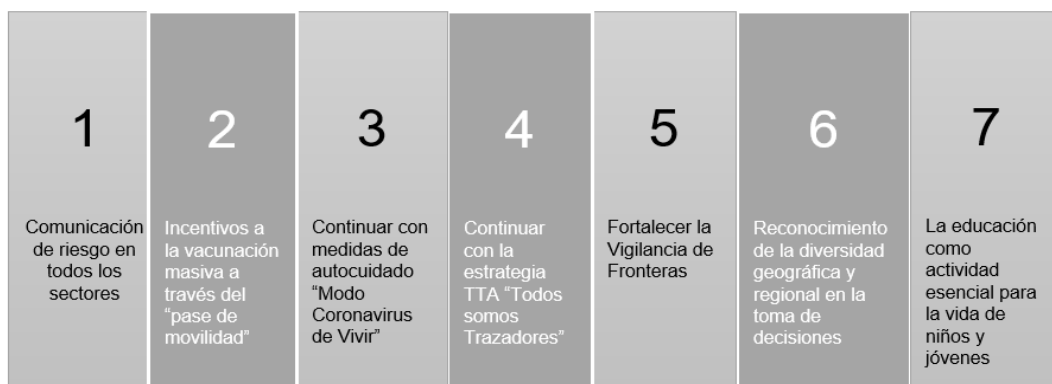 1
Comunicación
de riesgo en
todos los
sectores
2
Incentivos a
la vacunación
masiva a
través del
“pase de
movilidad”
3
Continuar con
medidas de
autocuidado
“Modo
Coronavirus
de Vivir”
4
Continuar
con la
estrategia
TTA “Todos
somos
Trazadores”
5
Fortalecer la
Vigilancia de
Fronteras
6
Reconocimiento
de la diversidad
geográfica y
regional en la
toma de
decisiones
7
La educación
como
actividad
esencial para
la vida de
niños y
jóvenes